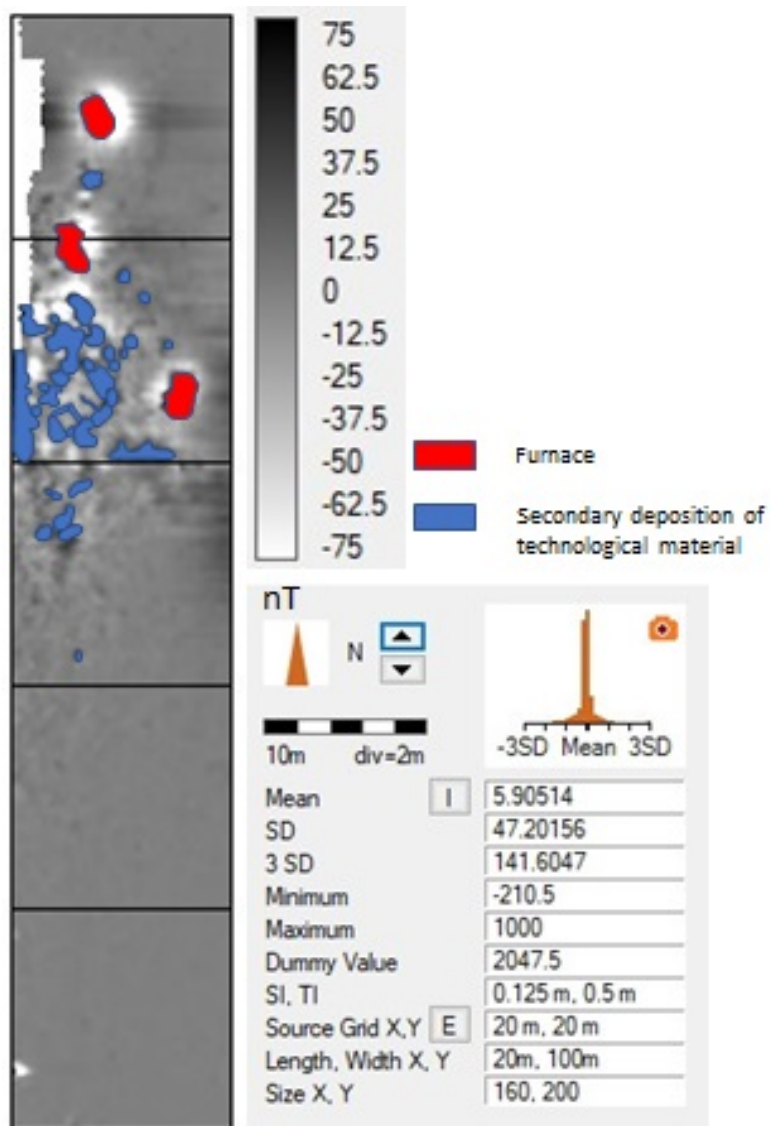 75
62.5
50
37.5
25
12.5
0
-12.5
-25
-37.5
-50
-62.5
-75
Furnace
Secondary deposition of
technological material
nT
N
10m div=2m
-3SD Mean 3SD
Mean I 5.90514
SD 47.20156
3 SD 141.6047
Minimum -210.5
Maximum 1000
Dummy Value 2047.5
SI, TI 0.125 m, 0.5 m
Source Grid X,Y E 20 m, 20 m
Length, Width X, Y 20m, 100m
Size X, Y 160, 200